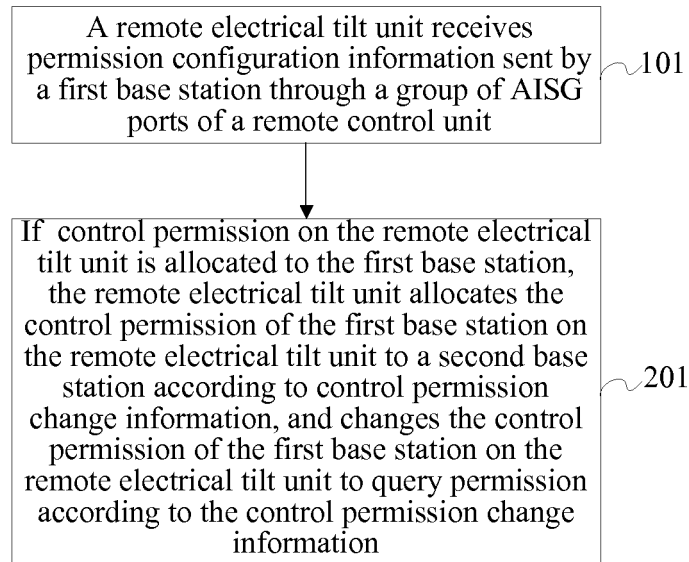 A remote electrical tilt unit receives
permission configuration information sent by
a first base station through a group of AISG
ports of a remote control unit
101
If control permission on the remote electrical
tilt unit is allocated to the first base station,
the remote electrical tilt unit allocates the
control permission of the first base station on
the remote electrical tilt unit to a second base
station according to control permission
change information, and changes the control
permission of the first base station on the
remote electrical tilt unit to query permission
according to the control permission change
information
201